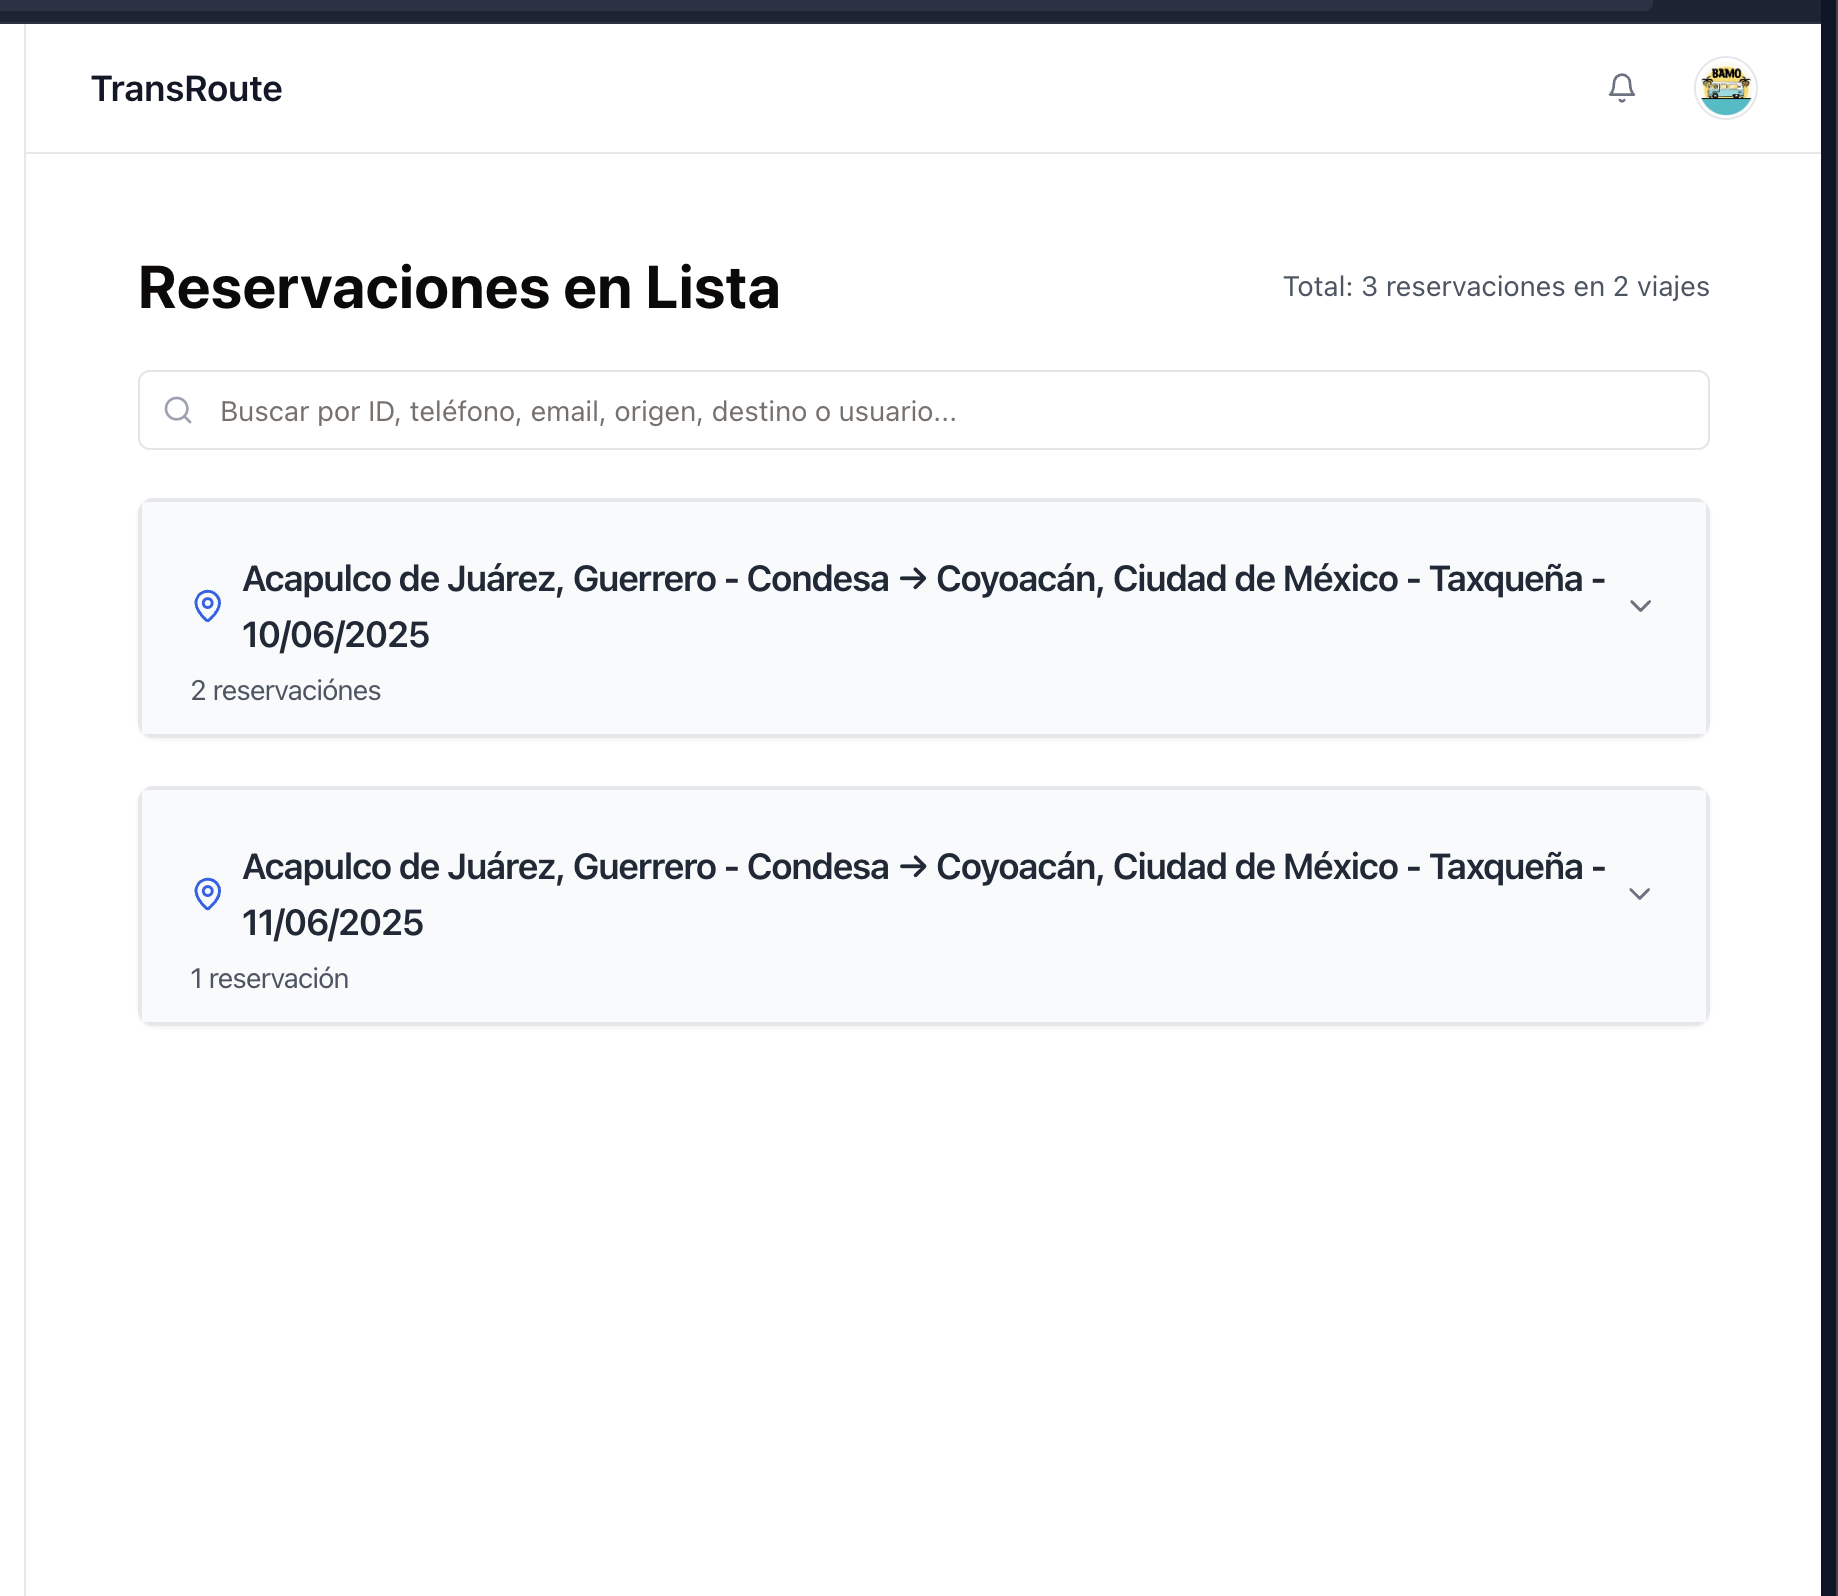 TransRoute
BAMO
Reservaciones en Lista
Total: 3 reservaciones en 2 viajes
Buscar por ID, teléfono, email, origen, destino o usuario...
Acapulco de Juárez, Guerrero - Condesa → Coyoacán, Ciudad de México - Taxqueña -
10/06/2025
2 reservaciónes
Acapulco de Juárez, Guerrero - Condesa → Coyoacán, Ciudad de México - Taxqueña -
11/06/2025
1 reservación